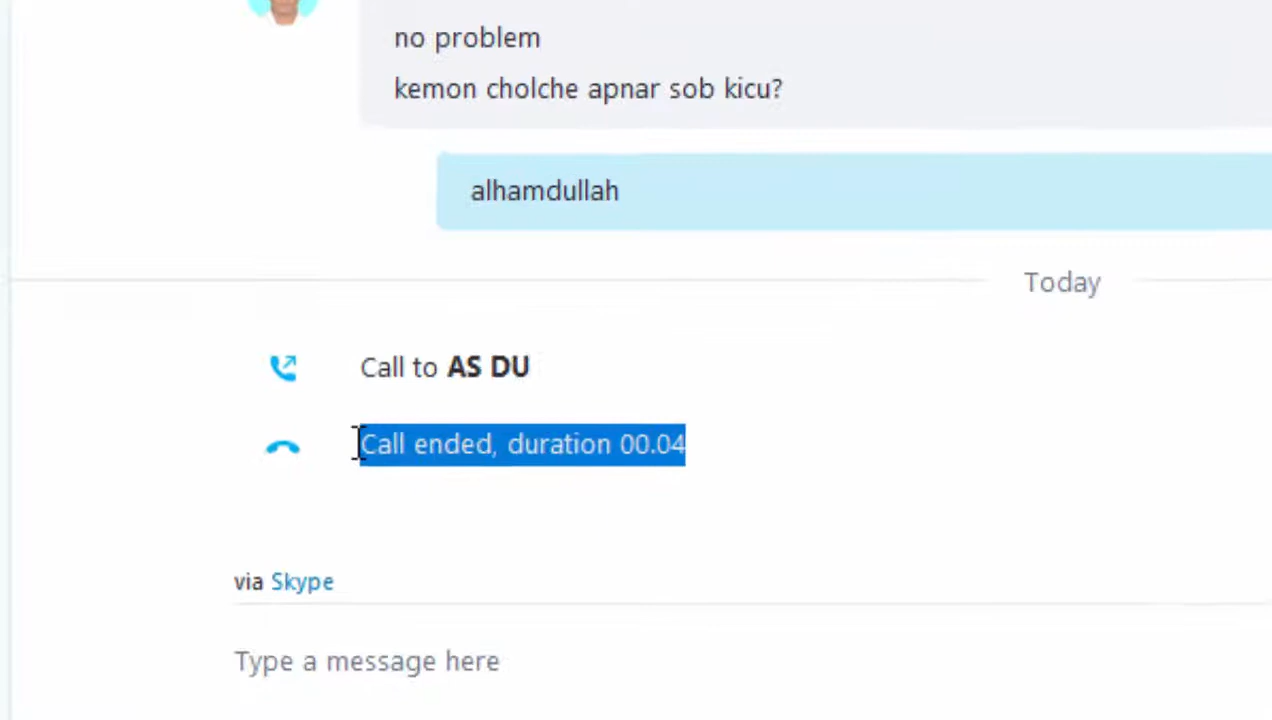 no problem
kemon cholche apnar sob kicu?
alhamdullah
Today
Call to AS DU
Call ended, duration 00.04
via Skype
Type a message here